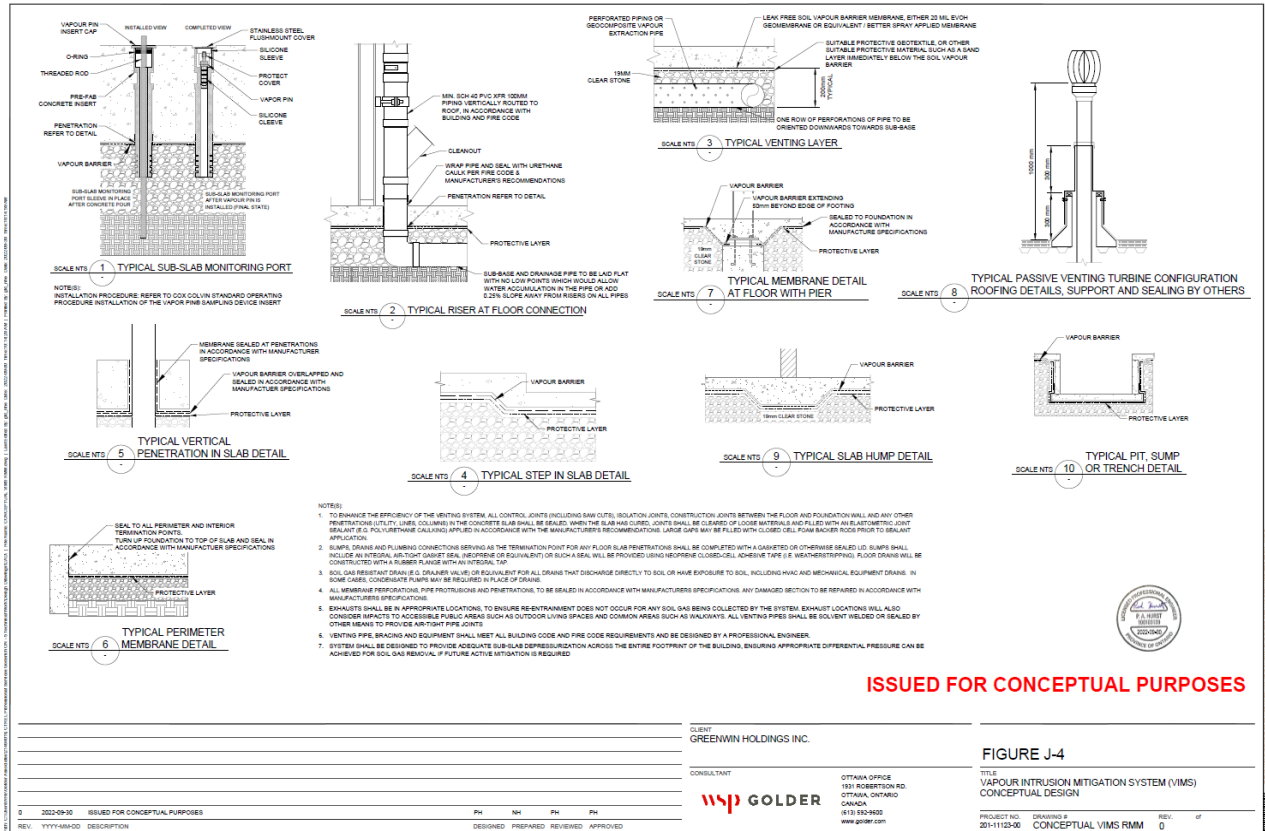 VAPOUR PIN
INSERT CAP
INSTALLED VIEW
COMPLETED VIEW
STAINLESS STEEL
FLUSHMOUNT COVER
O-RING
SILICONE
SLEEVE
THREADED ROD
PROTECT
COVER
PRE-FAB
CONCRETE INSERT
VAPOR PIN
PENETRATION
REFER TO DETAIL
SILICONE
CLEEVE
VAPOUR BARRIER
SUB-SLAB MONITORING
PORT SLEEVE IN PLACE
AFTER CONCRETE POUR
SUB-SLAB MONITORING PORT
AFTER VAPOUR PIN IS
INSTALLED (FINAL STATE)
SCALE NTS 1 TYPICAL SUB-SLAB MONITORING PORT
-
NOTE(S):
INSTALLATION PROCEDURE: REFER TO COX COLVIN STANDARD OPERATING
PROCEDURE INSTALLATION OF THE VAPOR PIN® SAMPLING DEVICE INSERT
MIN. SCH 40 PVC XFR 100MM
PIPING VERTICALLY ROUTED TO
ROOF, IN ACCORDANCE WITH
BUILDING AND FIRE CODE
CLEANOUT
WRAP PIPE AND SEAL WITH URETHANE
CAULK PER FIRE CODE &
MANUFACTURER'S RECOMMENDATIONS
PENETRATION REFER TO DETAIL
PROTECTIVE LAYER
SUB-BASE AND DRAINAGE PIPE TO BE LAID FLAT
WITH NO LOW POINTS WHICH WOULD ALLOW
WATER ACCUMULATION IN THE PIPE OR ADD
0.25% SLOPE AWAY FROM RISERS ON ALL PIPES
SCALE NTS 2 TYPICAL RISER AT FLOOR CONNECTION
-
PERFORATED PIPING OR
GEOCOMPOSITE VAPOUR
EXTRACTION PIPE
LEAK FREE SOIL VAPOUR BARRIER MEMBRANE, EITHER 20 MIL EVOH
GEOMEMBRANE OR EQUIVALENT / BETTER SPRAY APPLIED MEMBRANE
SUITABLE PROTECTIVE GEOTEXTILE, OR OTHER
SUITABLE PROTECTIVE MATERIAL SUCH AS A SAND
LAYER IMMEDIATELY BELOW THE SOIL VAPOUR
BARRIER
19MM
CLEAR STONE
200mm
TYPICAL
ONE ROW OF PERFORATIONS OF PIPE TO BE
ORIENTED DOWNWARDS TOWARDS SUB-BASE
SCALE NTS 3 TYPICAL VENTING LAYER
-
VAPOUR BARRIER
VAPOUR BARRIER EXTENDING
50mm BEYOND EDGE OF FOOTING
SEALED TO FOUNDATION IN
ACCORDANCE WITH
MANUFACTURE SPECIFICATIONS
19mm
CLEAR
STONE
PROTECTIVE LAYER
SCALE NTS 7 TYPICAL MEMBRANE DETAIL
AT FLOOR WITH PIER
-
1000 mm
300 mm
300 mm
SCALE NTS 8 TYPICAL PASSIVE VENTING TURBINE CONFIGURATION
ROOFING DETAILS, SUPPORT AND SEALING BY OTHERS
-
MEMBRANE SEALED AT PENETRATIONS
IN ACCORDANCE WITH MANUFACTURER
SPECIFICATIONS
VAPOUR BARRIER OVERLAPPED AND
SEALED IN ACCORDANCE WITH
MANUFACTUER SPECIFICATIONS
PROTECTIVE LAYER
SCALE NTS 5 TYPICAL VERTICAL
PENETRATION IN SLAB DETAIL
-
VAPOUR BARRIER
PROTECTIVE LAYER
SCALE NTS 4 TYPICAL STEP IN SLAB DETAIL
-
VAPOUR BARRIER
PROTECTIVE LAYER
19mm CLEAR STONE
SCALE NTS 9 TYPICAL SLAB HUMP DETAIL
-
VAPOUR BARRIER
PROTECTIVE LAYER
SCALE NTS 10 TYPICAL PIT, SUMP
OR TRENCH DETAIL
-
SEAL TO ALL PERIMETER AND INTERIOR
TERMINATION POINTS.
TURN UP FOUNDATION TO TOP OF SLAB AND SEAL IN
ACCORDANCE WITH MANUFACTUER SPECIFICATIONS
PROTECTIVE LAYER
SCALE NTS 6 TYPICAL PERIMETER
MEMBRANE DETAIL
-
NOTE(S):
1. TO ENHANCE THE EFFICIENCY OF THE VENTING SYSTEM, ALL CONTROL JOINTS (INCLUDING SAW CUTS), ISOLATION JOINTS, CONSTRUCTION JOINTS BETWEEN THE FLOOR AND FOUNDATION WALL AND ANY OTHER
PENETRATIONS (UTILITY, LINES, COLUMNS) IN THE CONCRETE SLAB SHALL BE SEALED. WHEN THE SLAB HAS CURED, JOINTS SHALL BE CLEARED OF LOOSE MATERIALS AND FILLED WITH AN ELASTOMETRIC JOINT
SEALANT (E.G. POLYURETHANE CAULKING) APPLIED IN ACCORDANCE WITH THE MANUFACTURER'S RECOMMENDATIONS. LARGE GAPS MAY BE FILLED WITH CLOSED CELL FOAM BACKER RODS PRIOR TO SEALANT
APPLICATION.
2. SUMPS, DRAINS AND PLUMBING CONNECTIONS SERVING AS THE TERMINATION POINT FOR ANY FLOOR SLAB PENETRATIONS SHALL BE COMPLETED WITH A GASKETED OR OTHERWISE SEALED LID. SUMPS SHALL
INCLUDE AN INTEGRAL AIR-TIGHT GASKET SEAL (NEOPRENE OR EQUIVALENT) OR SUCH A SEAL WILL BE PROVIDED USING NEOPRENE CLOSED-CELL ADHESIVE TAPE (I.E. WEATHERSTRIPPING). FLOOR DRAINS WILL BE
CONSTRUCTED WITH A RUBBER FLANGE WITH AN INTEGRAL TAP.
3. SOIL GAS RESISTANT DRAIN (E.G. DRAINJER VALVE) OR EQUIVALENT FOR ALL DRAINS THAT DISCHARGE DIRECTLY TO SOIL OR HAVE EXPOSURE TO SOIL, INCLUDING HVAC AND MECHANICAL EQUIPMENT DRAINS. IN
SOME CASES, CONDENSATE PUMPS MAY BE REQUIRED IN PLACE OF DRAINS.
4. ALL MEMBRANE PERFORATIONS, PIPE PROTRUSIONS AND PENETRATIONS, TO BE SEALED IN ACCORDANCE WITH MANUFACTURERS SPECIFICATIONS. ANY DAMAGED SECTION TO BE REPAIRED IN ACCORDANCE WITH
MANUFACTURERS SPECIFICATIONS.
5. EXHAUSTS SHALL BE IN APPROPRIATE LOCATIONS, TO ENSURE RE-ENTRAINMENT DOES NOT OCCUR FOR ANY SOIL GAS BEING COLLECTED BY THE SYSTEM. EXHAUST LOCATIONS WILL ALSO
CONSIDER IMPACTS TO ACCESSIBLE PUBLIC AREAS SUCH AS OUTDOOR LIVING SPACES AND COMMON AREAS SUCH AS WALKWAYS. ALL VENTING PIPES SHALL BE SOLVENT WELDED OR SEALED BY
OTHER MEANS TO PROVIDE AIR-TIGHT PIPE JOINTS
6. VENTING PIPE, BRACING AND EQUIPMENT SHALL MEET ALL BUILDING CODE AND FIRE CODE REQUIREMENTS AND BE DESIGNED BY A PROFESSIONAL ENGINEER.
7. SYSTEM SHALL BE DESIGNED TO PROVIDE ADEQUATE SUB-SLAB DEPRESSURIZATION ACROSS THE ENTIRE FOOTPRINT OF THE BUILDING, ENSURING APPROPRIATE DIFFERENTIAL PRESSURE CAN BE
ACHIEVED FOR SOIL GAS REMOVAL IF FUTURE ACTIVE MITIGATION IS REQUIRED
LICENSED PROFESSIONAL ENGINEER
P. A. HURST
2022-09-30
PROVINCE OF ONTARIO
ISSUED FOR CONCEPTUAL PURPOSES
0 2022-09-30 ISSUED FOR CONCEPTUAL PURPOSES PH NH PH PH
REV. YYYY-MM-DD DESCRIPTION DESIGNED PREPARED REVIEWED APPROVED
CLIENT
GREENWIN HOLDINGS INC.
CONSULTANT
wsp GOLDER
OTTAWA OFFICE
1931 ROBERTSON RD.
OTTAWA, ONTARIO
CANADA
(613) 592-9600
www.golder.com
FIGURE J-4
TITLE
VAPOUR INTRUSION MITIGATION SYSTEM (VIMS)
CONCEPTUAL DESIGN
PROJECT NO. DRAWING # REV. of
201-11123-00 CONCEPTUAL VIMS RMM 0